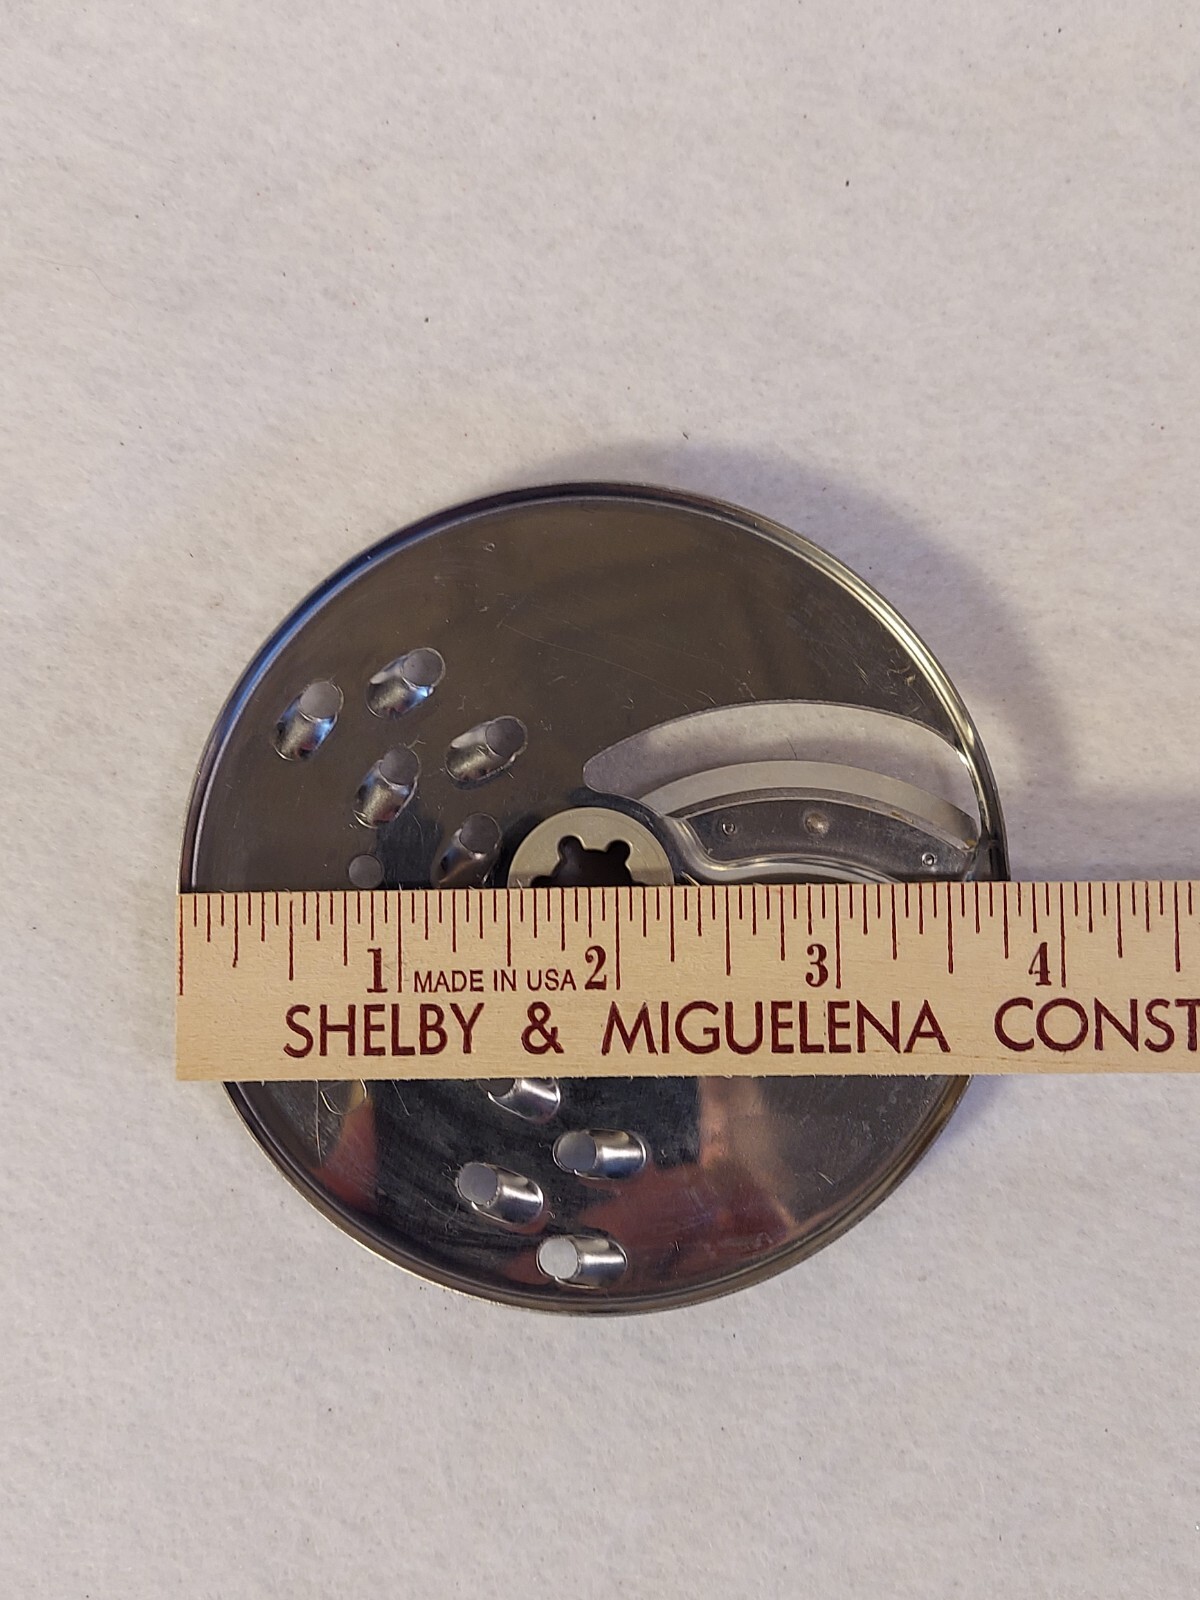 1 MADE IN USA 2 3 4
SHELBY & MIGUELENA CONST